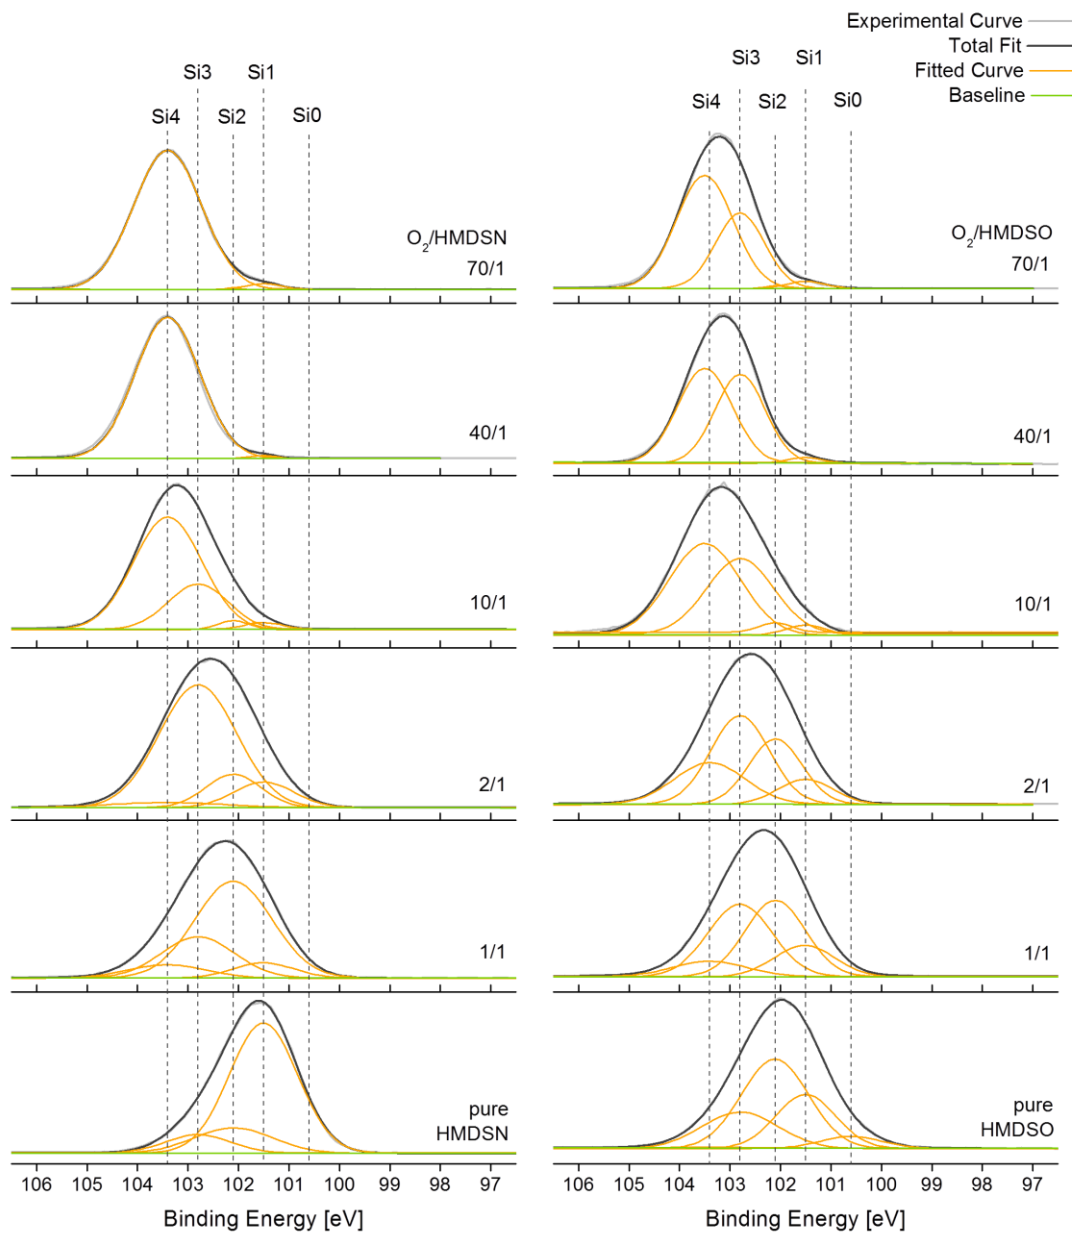 Experimental Curve
Total Fit
Fitted Curve
Baseline
Si3 Si1
Si4 Si2 Si0
O2/HMDSN
70/1
40/1
10/1
2/1
1/1
pure
HMDSN
106 105 104 103 102 101 100 99 98 97
Binding Energy [eV]
Si3 Si1
Si4 Si2 Si0
O2/HMDSO
70/1
40/1
10/1
2/1
1/1
pure
HMDSO
106 105 104 103 102 101 100 99 98 97
Binding Energy [eV]